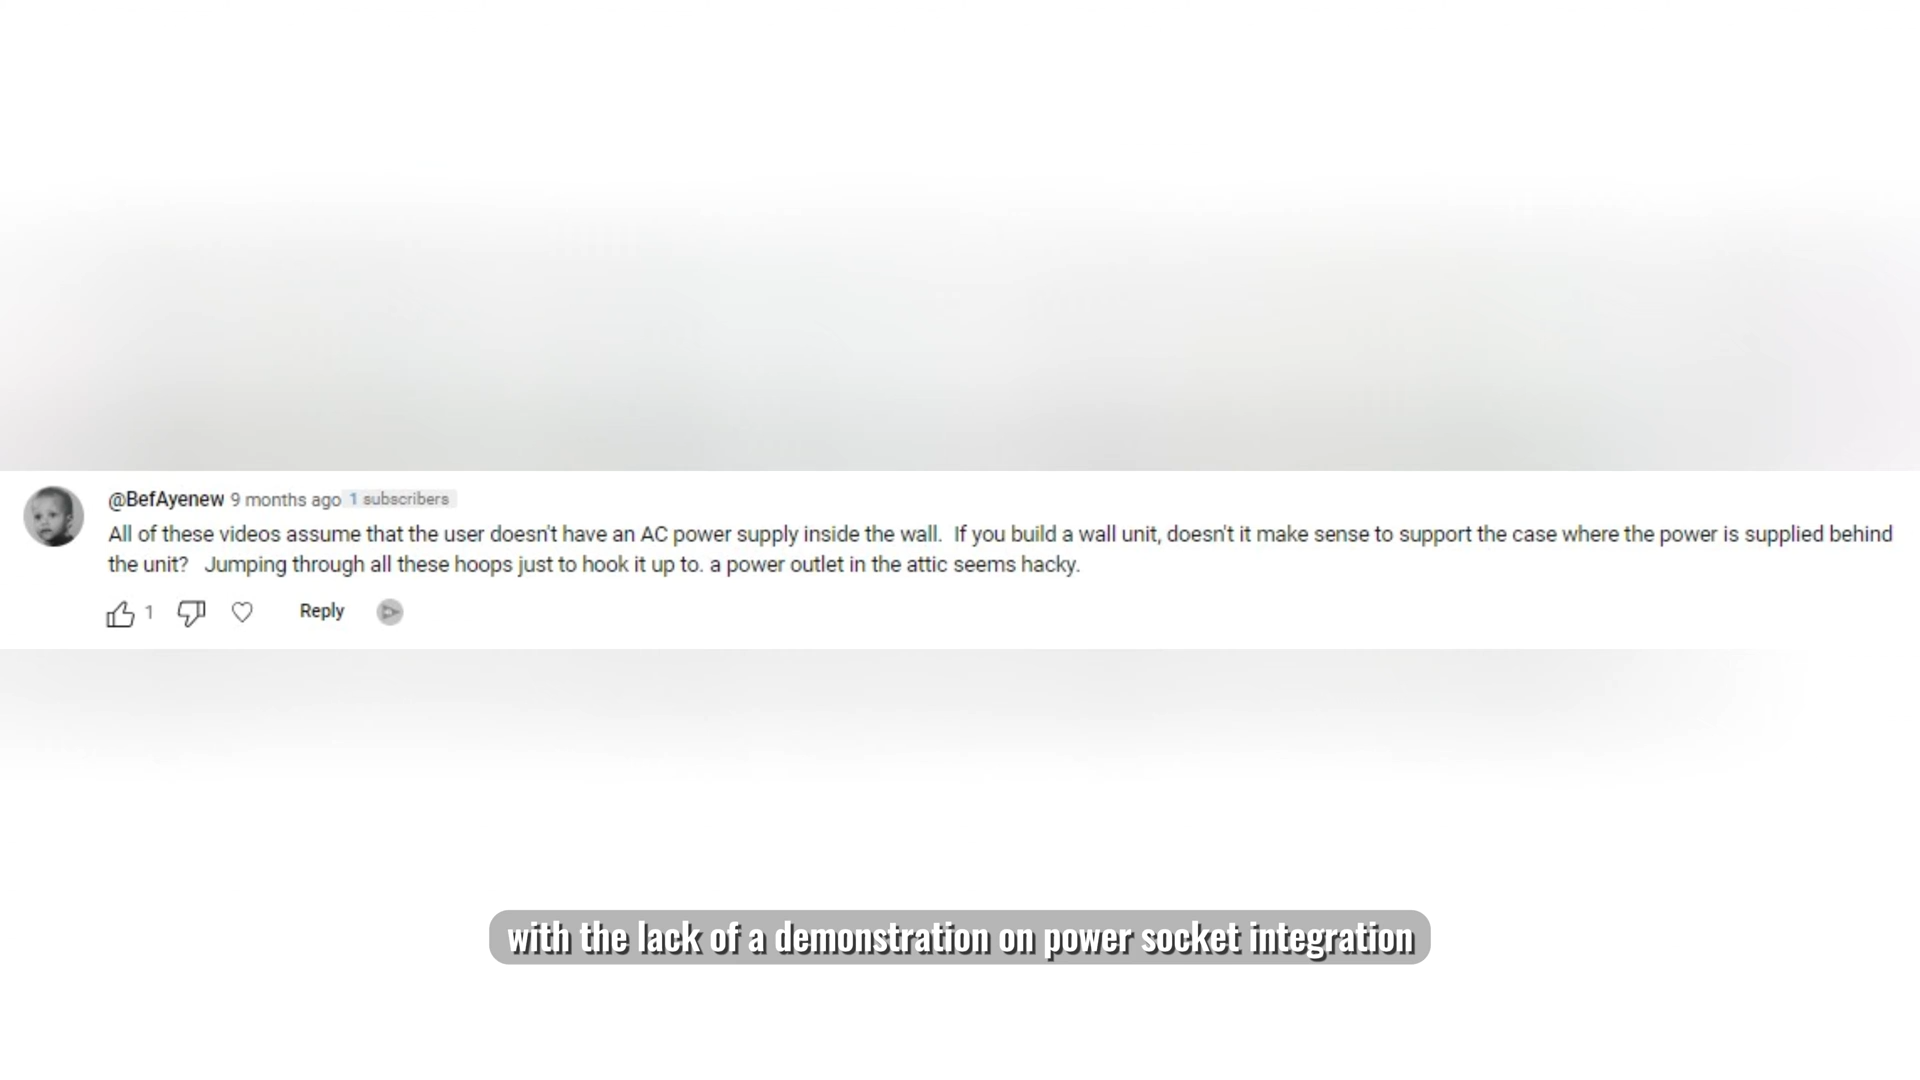 @BefAyenew 9 months ago 1 subscribers
All of these videos assume that the user doesn't have an AC power supply inside the wall.  If you build a wall unit, doesn't it make sense to support the case where the power is supplied behind
the unit?   Jumping through all these hoops just to hook it up to. a power outlet in the attic seems hacky.
1 Reply
with the lack of a demonstration on power socket integration